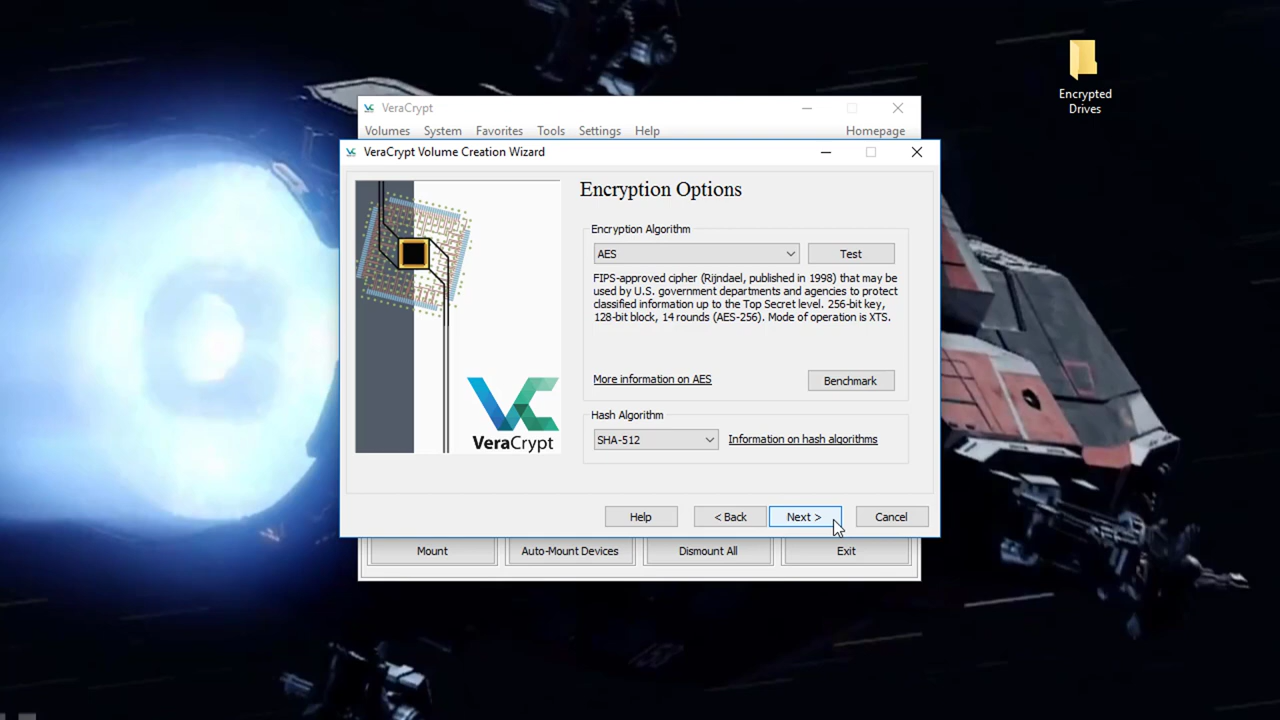 Encrypted
Drives
VeraCrypt
Volumes System Favorites Tools Settings Help Homepage
VeraCrypt Volume Creation Wizard
Encryption Options
Encryption Algorithm
AES
Test
FIPS-approved cipher (Rijndael, published in 1998) that may be
used by U.S. government departments and agencies to protect
classified information up to the Top Secret level. 256-bit key,
128-bit block, 14 rounds (AES-256). Mode of operation is XTS.
More information on AES
Benchmark
Hash Algorithm
SHA-512
Information on hash algorithms
VeraCrypt
Help
< Back
Next >
Cancel
Mount
Auto-Mount Devices
Dismount All
Exit